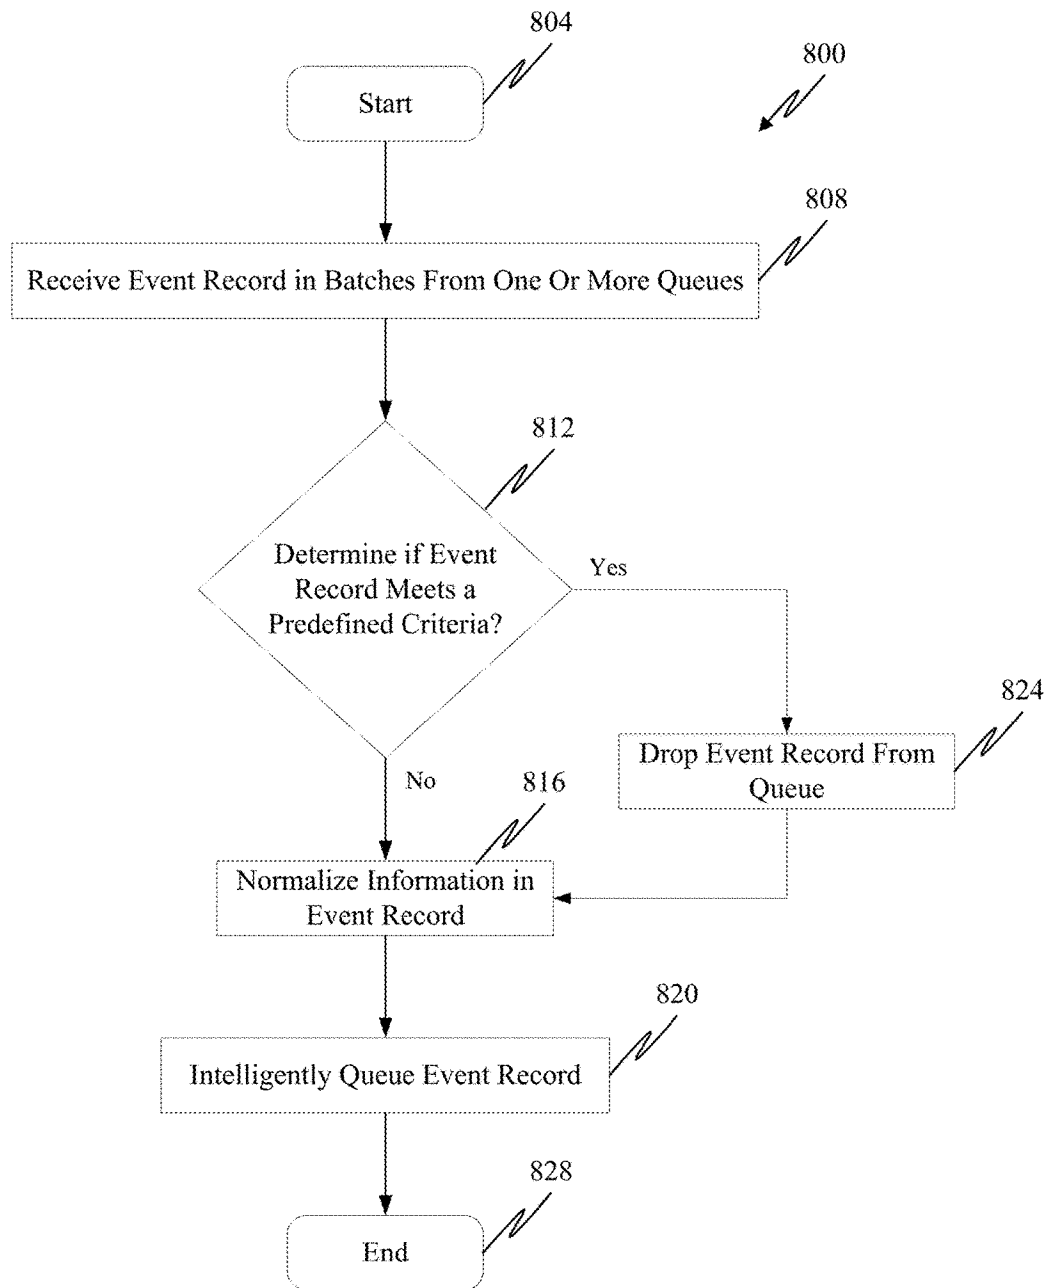 804
Start
800
808
Receive Event Record in Batches From One Or More Queues
812
Determine if Event
Record Meets a
Predefined Criteria?
Yes
824
Drop Event Record From
Queue
No
816
Normalize Information in
Event Record
820
Intelligently Queue Event Record
828
End